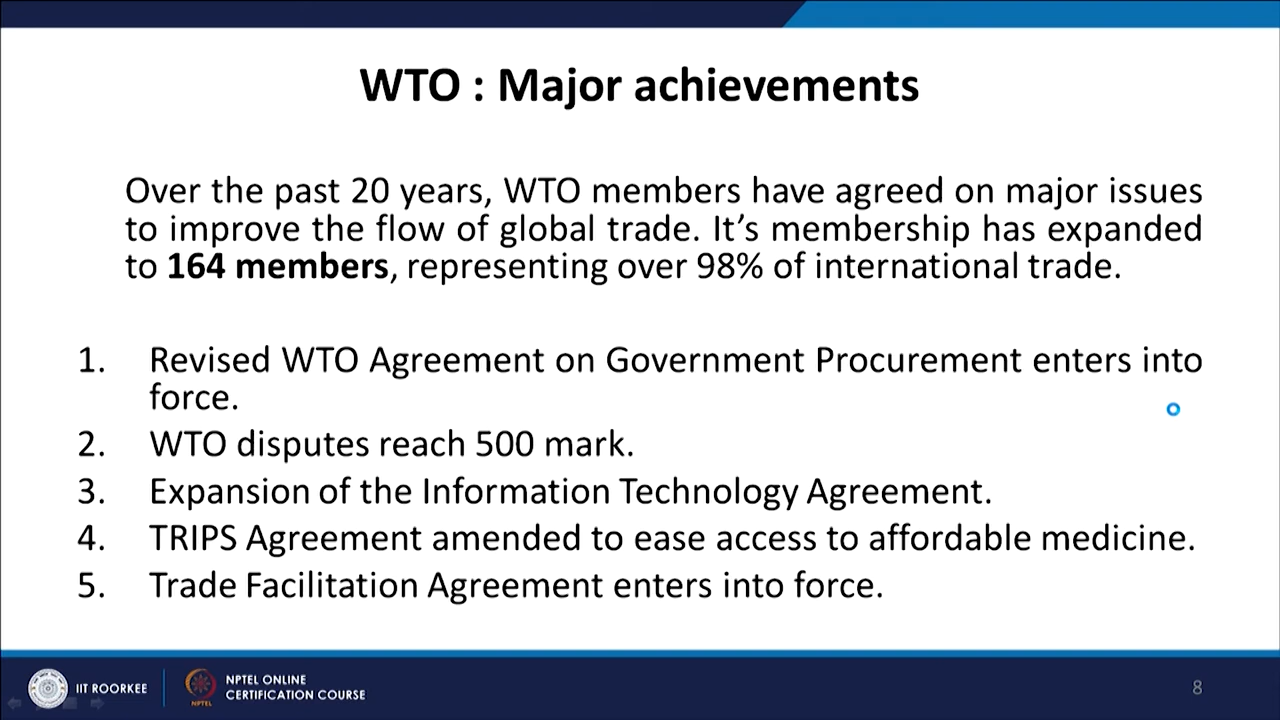 WTO : Major achievements
Over the past 20 years, WTO members have agreed on major issues
to improve the flow of global trade. It’s membership has expanded
to 164 members, representing over 98% of international trade.
1. Revised WTO Agreement on Government Procurement enters into
force.
2. WTO disputes reach 500 mark.
3. Expansion of the Information Technology Agreement.
4. TRIPS Agreement amended to ease access to affordable medicine.
5. Trade Facilitation Agreement enters into force.
IIT ROORKEE
NPTEL
NPTEL ONLINE
CERTIFICATION COURSE
8